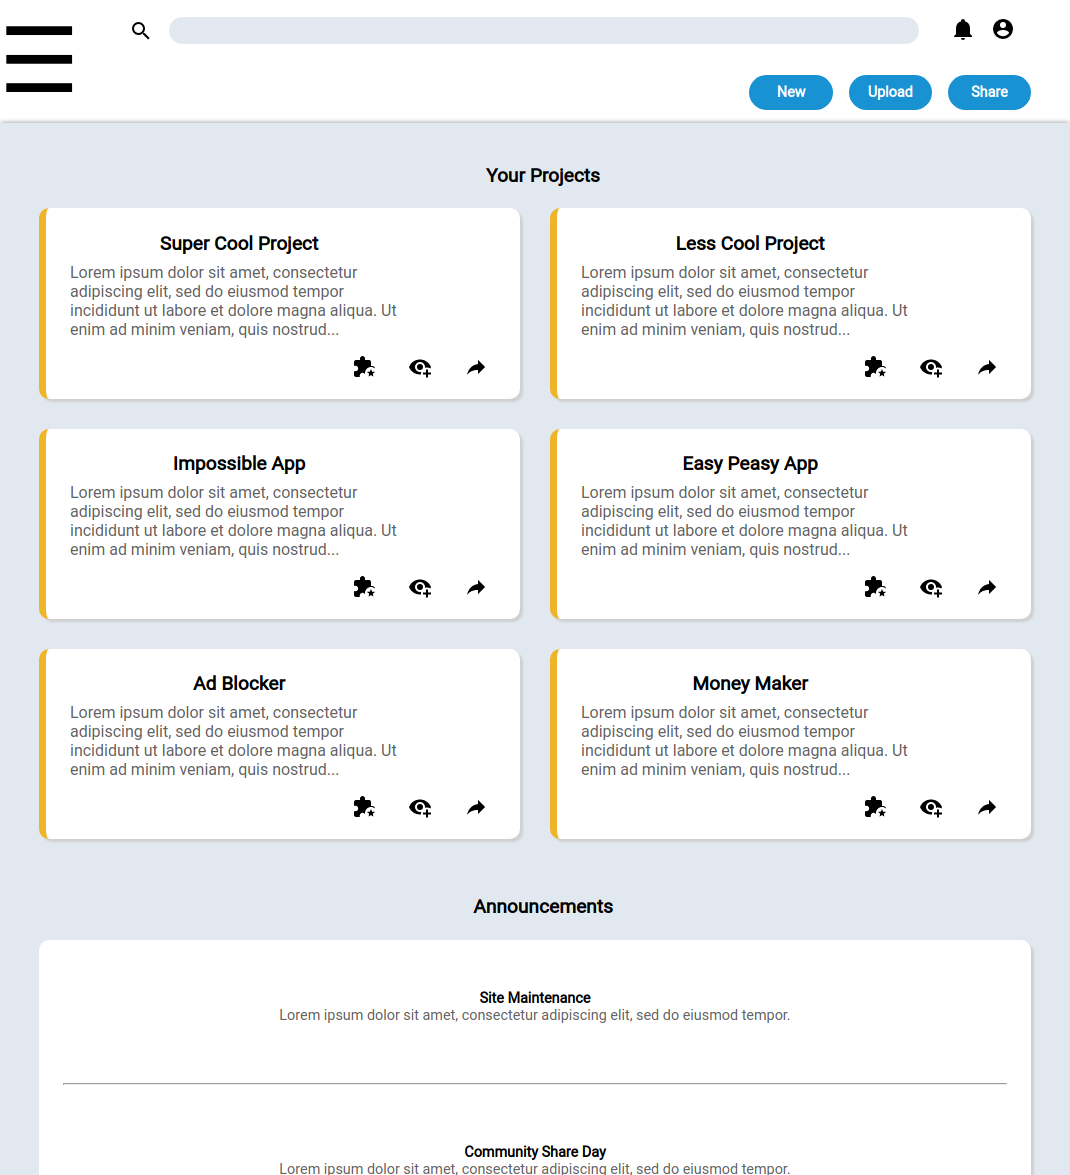 New Upload Share
Your Projects
Super Cool Project
Lorem ipsum dolor sit amet, consectetur
adipiscing elit, sed do eiusmod tempor
incididunt ut labore et dolore magna aliqua. Ut
enim ad minim veniam, quis nostrud...
Less Cool Project
Lorem ipsum dolor sit amet, consectetur
adipiscing elit, sed do eiusmod tempor
incididunt ut labore et dolore magna aliqua. Ut
enim ad minim veniam, quis nostrud...
Impossible App
Lorem ipsum dolor sit amet, consectetur
adipiscing elit, sed do eiusmod tempor
incididunt ut labore et dolore magna aliqua. Ut
enim ad minim veniam, quis nostrud...
Easy Peasy App
Lorem ipsum dolor sit amet, consectetur
adipiscing elit, sed do eiusmod tempor
incididunt ut labore et dolore magna aliqua. Ut
enim ad minim veniam, quis nostrud...
Ad Blocker
Lorem ipsum dolor sit amet, consectetur
adipiscing elit, sed do eiusmod tempor
incididunt ut labore et dolore magna aliqua. Ut
enim ad minim veniam, quis nostrud...
Money Maker
Lorem ipsum dolor sit amet, consectetur
adipiscing elit, sed do eiusmod tempor
incididunt ut labore et dolore magna aliqua. Ut
enim ad minim veniam, quis nostrud...
Announcements
Site Maintenance
Lorem ipsum dolor sit amet, consectetur adipiscing elit, sed do eiusmod tempor.
Community Share Day
Lorem ipsum dolor sit amet, consectetur adipiscing elit, sed do eiusmod tempor.